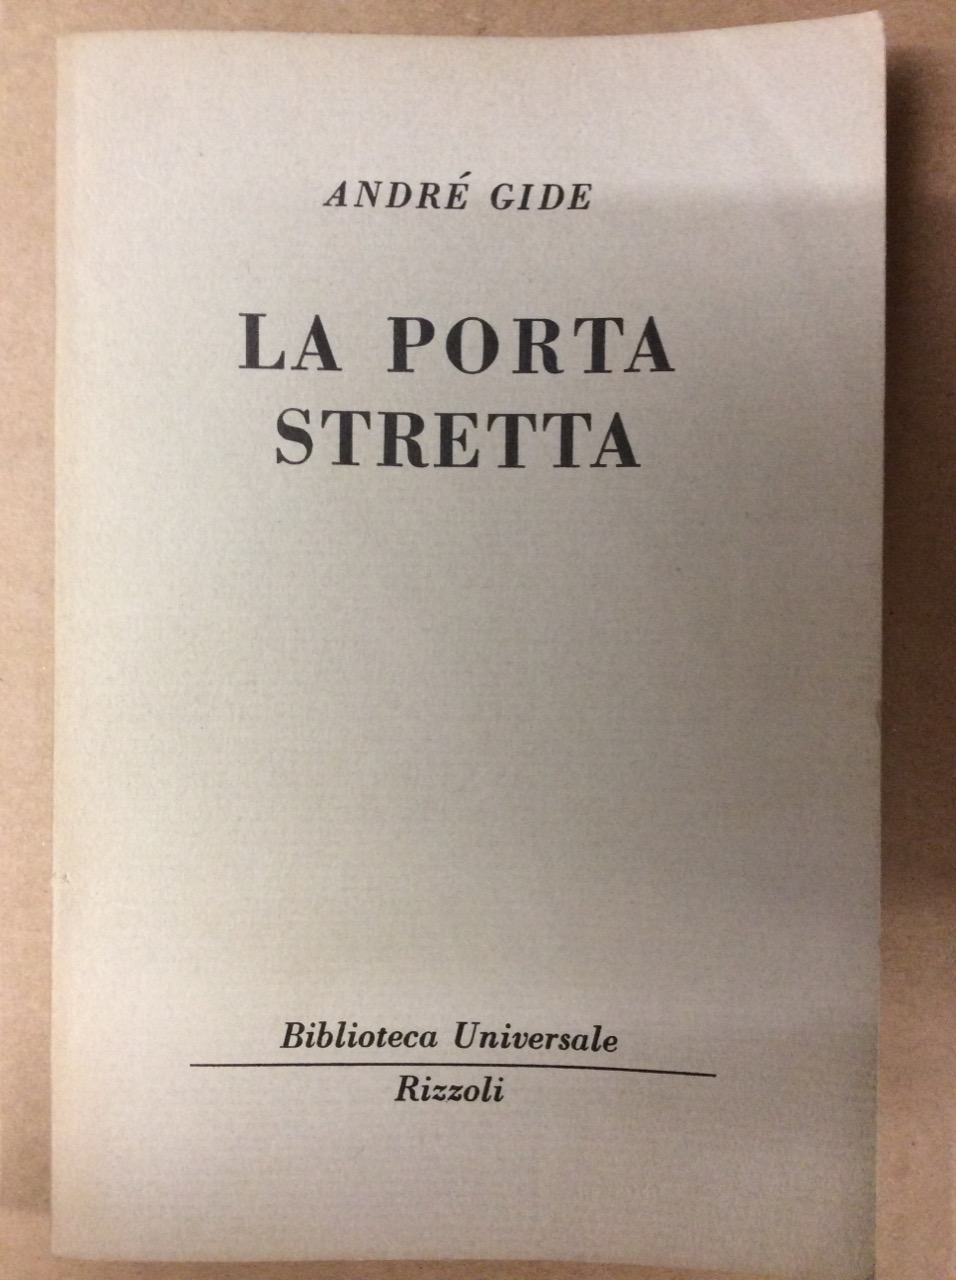 ANDRÉ GIDE
LA PORTA
STRETTA
Biblioteca Universale
Rizzoli